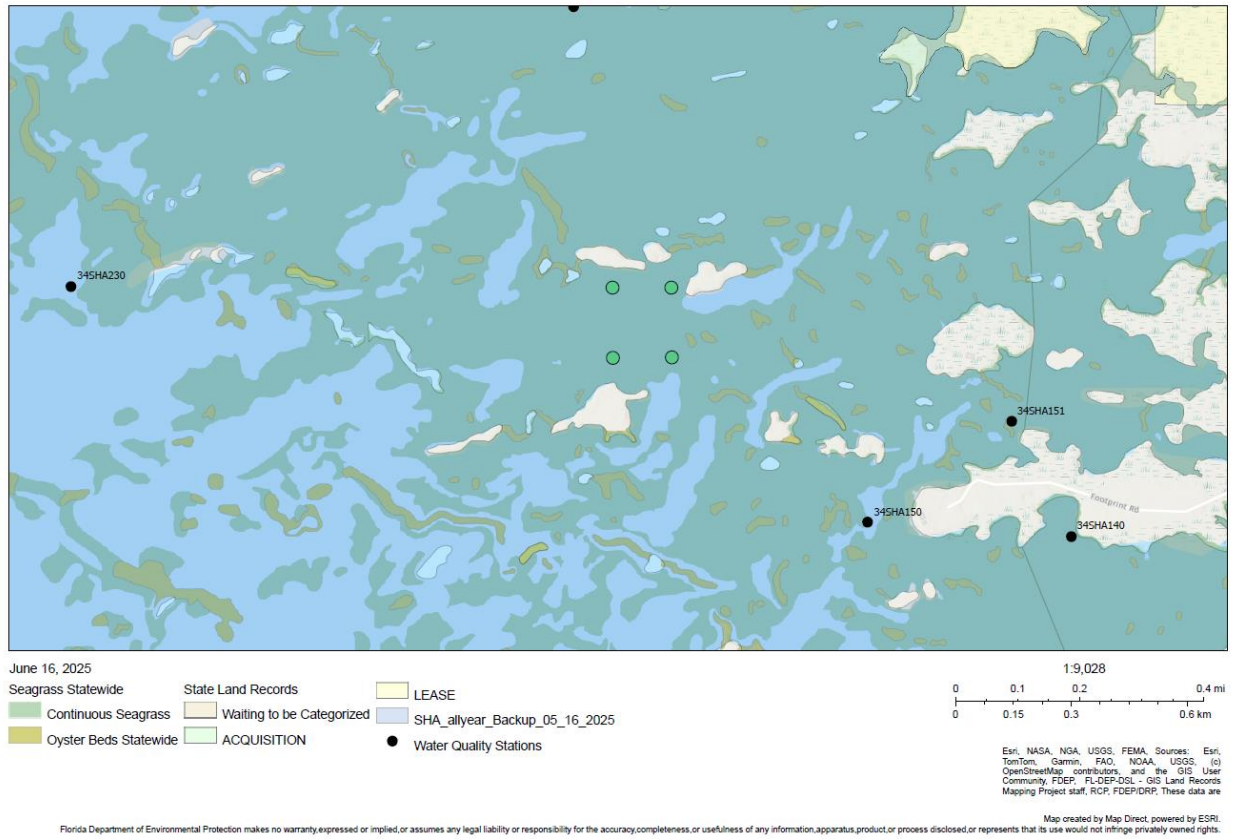 34SHA230
34SHA151
Footprint Rd
34SHA150
34SHA140
June 16, 2025
Seagrass Statewide
Continuous Seagrass
Oyster Beds Statewide
State Land Records
Waiting to be Categorized
ACQUISITION
LEASE
SHA_allyear_Backup_05_16_2025
Water Quality Stations
1:9,028
0 0.1 0.2 0.4 mi
0 0.15 0.3 0.6 km
Esri, NASA, NGA, USGS, FEMA, Sources: Esri,
TomTom, Garmin, FAO, NOAA, USGS, (c)
OpenStreetMap contributors, and the GIS User
Community, FDEP, FL-DEP-DSL - GIS Land Records
Mapping Project staff, RCP, FDEP/DRP, These data are
Map created by Map Direct, powered by ESRI.
Florida Department of Environmental Protection makes no warranty,expressed or implied,or assumes any legal liability or responsibility for the accuracy,completeness,or usefulness of any information,apparatus,product,or process disclosed,or represents that its use would not infringe privately owned rights.